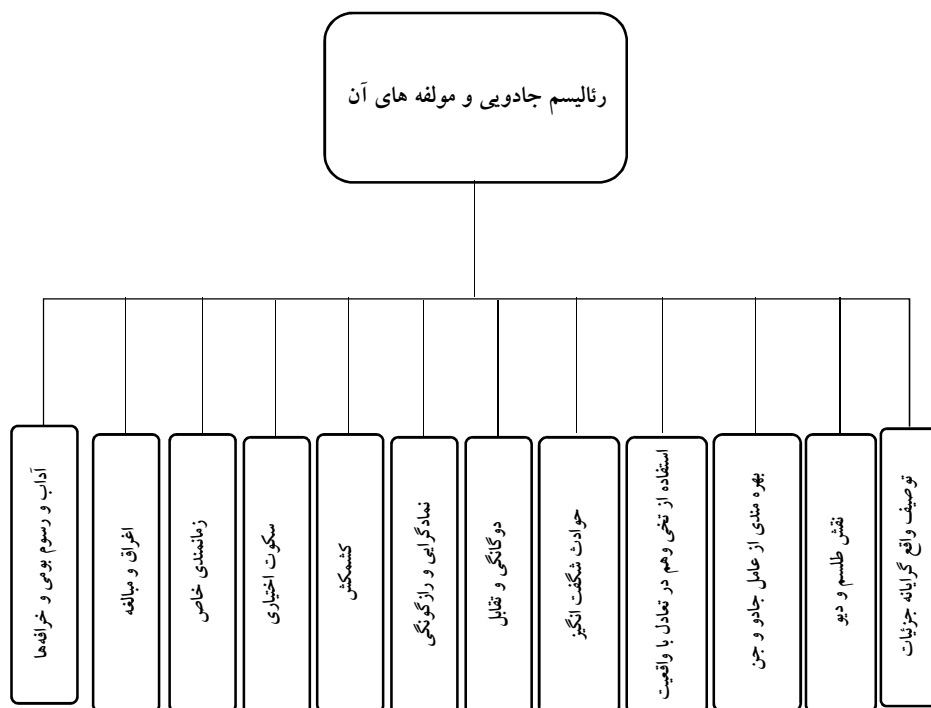 رئالیسم جادویی و مولفه های آن
توصیف واقع گرایانه جزئیات
نقش طلسم و دیو
بهره مندی از عامل جادو و جن
استفاده از تخی وهم در تعادل با واقعیت
حوادث شگفت انگیز
دوگانگی و تقابل
نمادگرایی و رازگونگی
کشمکش
سکوت اختیاری
زمانمندی خاص
اغراق و مبالغه
آداب و رسوم بومی و خرافه‌ها